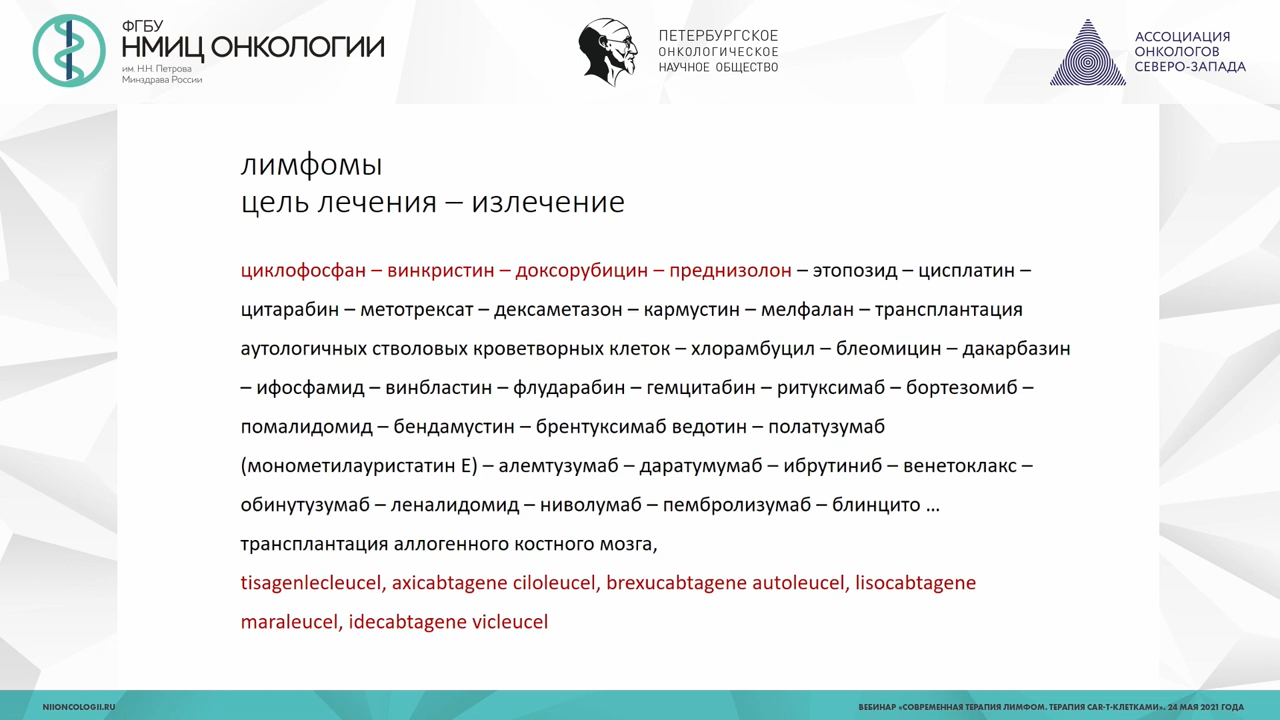 ФГБУ
НМИЦ ОНКОЛОГИИ
им. Н.Н. Петрова
Минздрава России
ПЕТЕРБУРГСКОЕ
ОНКОЛОГИЧЕСКОЕ
НАУЧНОЕ ОБЩЕСТВО
АССОЦИАЦИЯ
ОНКОЛОГОВ
СЕВЕРО-ЗАПАДА
лимфомы
цель лечения – излечение
циклофосфан – винкристин – доксорубицин – преднизолон – этопозид – цисплатин –
цитарабин – метотрексат – дексаметазон – кармустин – мелфалан – трансплантация
аутологичных стволовых кроветворных клеток – хлорамбуцил – блеомицин – дакарбазин
– ифосфамид – винбластин – флударабин – гемцитабин – ритуксимаб – бортезомиб –
помалидомид – бендамустин – брентуксимаб ведотин – полатузумаб
(монометилауристатин Е) – алемтузумаб – даратумумаб – ибрутиниб – венетоклакс –
обинутузумаб – леналидомид – ниволумаб – пембролизумаб – блинцито ...
трансплантация аллогенного костного мозга,
tisagenlecleucel, axicabtagene ciloleucel, brexucabtagene autoleucel, lisocabtagene
maraleucel, idecabtagene vicleucel
NIIONCOLOGII.RU
ВЕБИНАР «СОВРЕМЕННАЯ ТЕРАПИЯ ЛИМФОМ. ТЕРАПИЯ CAR-T-КЛЕТКАМИ». 24 МАЯ 2021 ГОДА